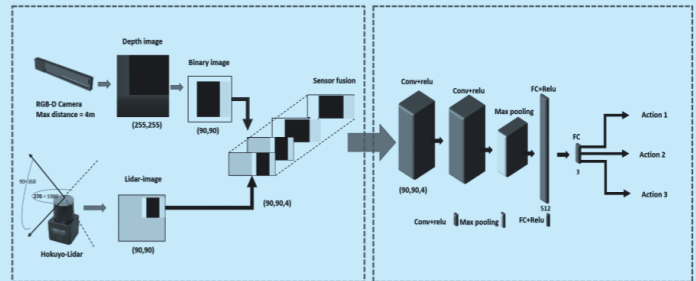 Depth image
Binary image
Sensor fusion
RGB-D Camera
Max distance = 4m
(255,255)
(90,90)
Lidar-image
(90,90,4)
(90,90)
Hokuyo-Lidar
Conv+relu
Conv+relu
FC+Relu
Max pooling
FC
3
Action 1
Action 2
Action 3
(90,90,4)
512
Conv+relu
Max pooling
FC+Relu